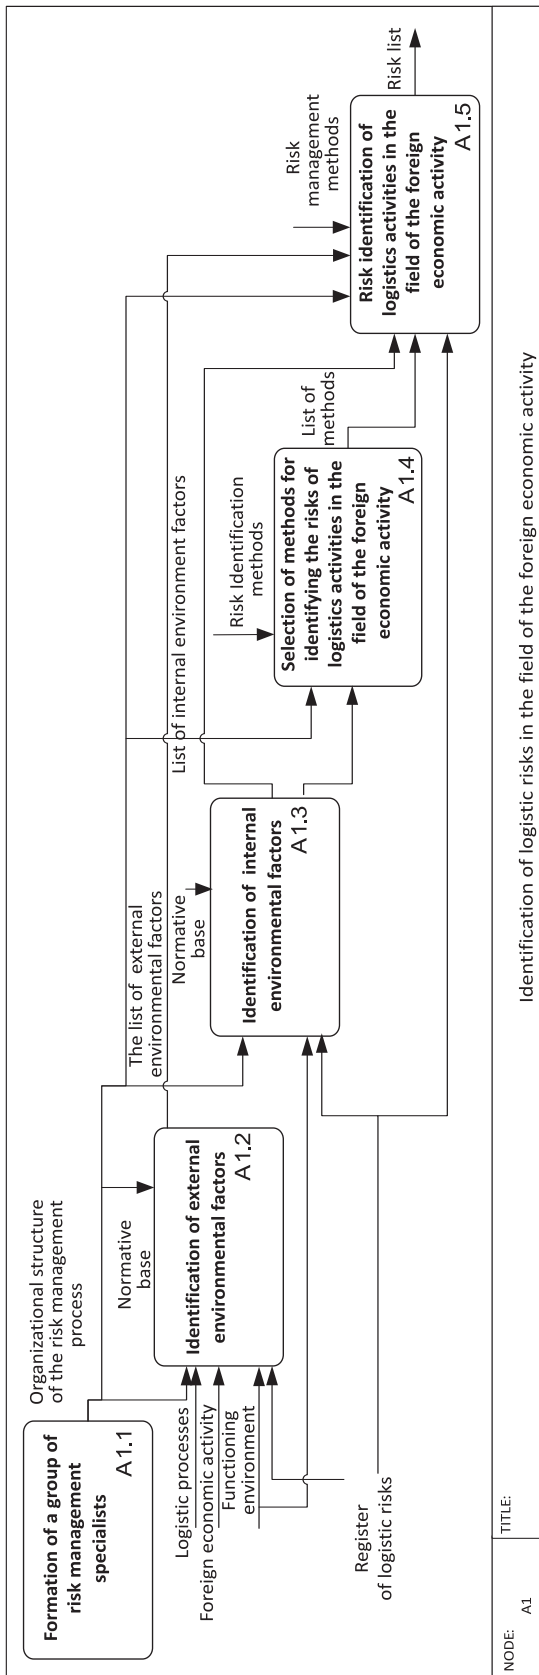 Formation of a group of
risk management
specialists
A1.1
Organizational structure
of the risk management
process
Logistic processes
Foreign economic activity
Functioning
environment
Register
of logistic risks
Normative
base
Identification of external
environmental factors
A1.2
The list of external
environmental factors
Normative
base
Identification of internal
environmental factors
A1.3
List of internal environment factors
Risk Identification
methods
Selection of methods for
identifying the risks of
logistics activities in the
field of the foreign
economic activity
A1.4
List of
methods
Risk
management
methods
Risk identification of
logistics activities in the
field of the foreign
economic activity
A1.5
Risk list
NODE:
A1
TITLE:
Identification of logistic risks in the field of the foreign economic activity